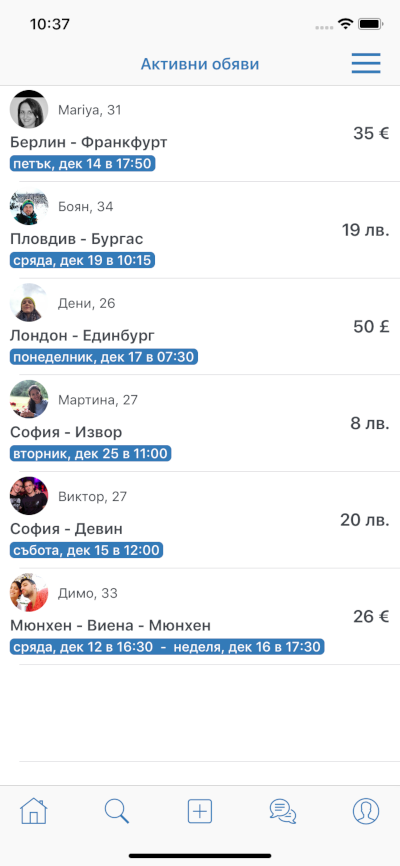 10:37
Активни обяви
Mariya, 31
35 €
Берлин - Франкфурт
петък, дек 14 в 17:50
Боян, 34
19 лв.
Пловдив - Бургас
сряда, дек 19 в 10:15
Дени, 26
50 £
Лондон - Единбург
понеделник, дек 17 в 07:30
Мартина, 27
8 лв.
София - Извор
вторник, дек 25 в 11:00
Виктор, 27
20 лв.
София - Девин
събота, дек 15 в 12:00
Димо, 33
26 €
Мюнхен - Виена - Мюнхен
сряда, дек 12 в 16:30 - неделя, дек 16 в 17:30